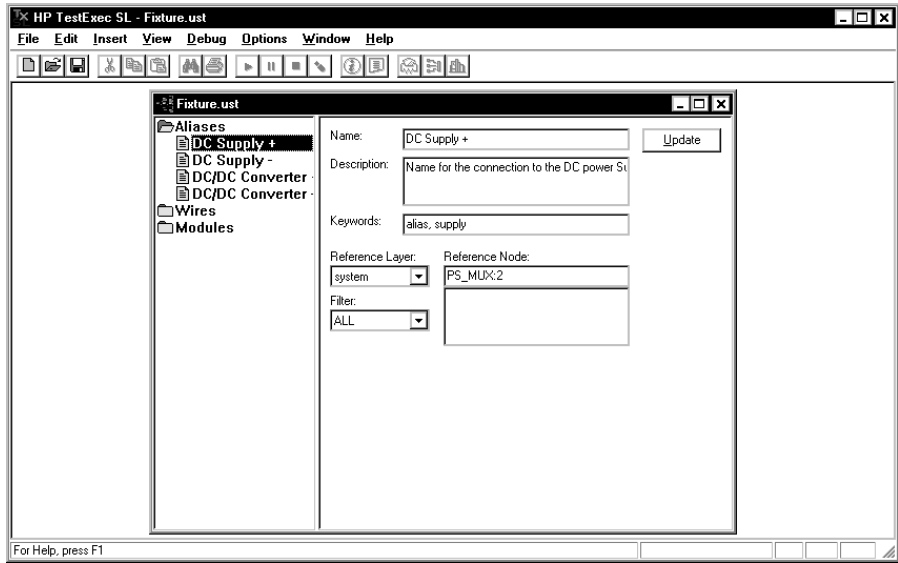 HP TestExec SL - Fixture.ust
File Edit Insert View Debug Options Window Help
Fixture.ust
Aliases
DC Supply +
DC Supply -
DC/DC Converter
DC/DC Converter
Wires
Modules
Name: DC Supply +
Update
Description: Name for the connection to the DC power Su
Keywords: alias, supply
Reference Layer: Reference Node:
system PS_MUX:2
Filter:
ALL
For Help, press F1